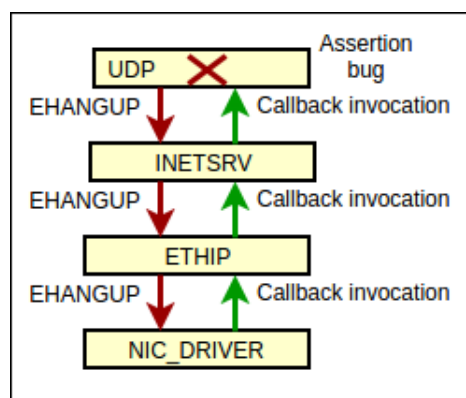 Assertion
bug
UDP
EHANGUP
Callback invocation
INETSRV
EHANGUP
Callback invocation
ETHIP
EHANGUP
Callback invocation
NIC_DRIVER